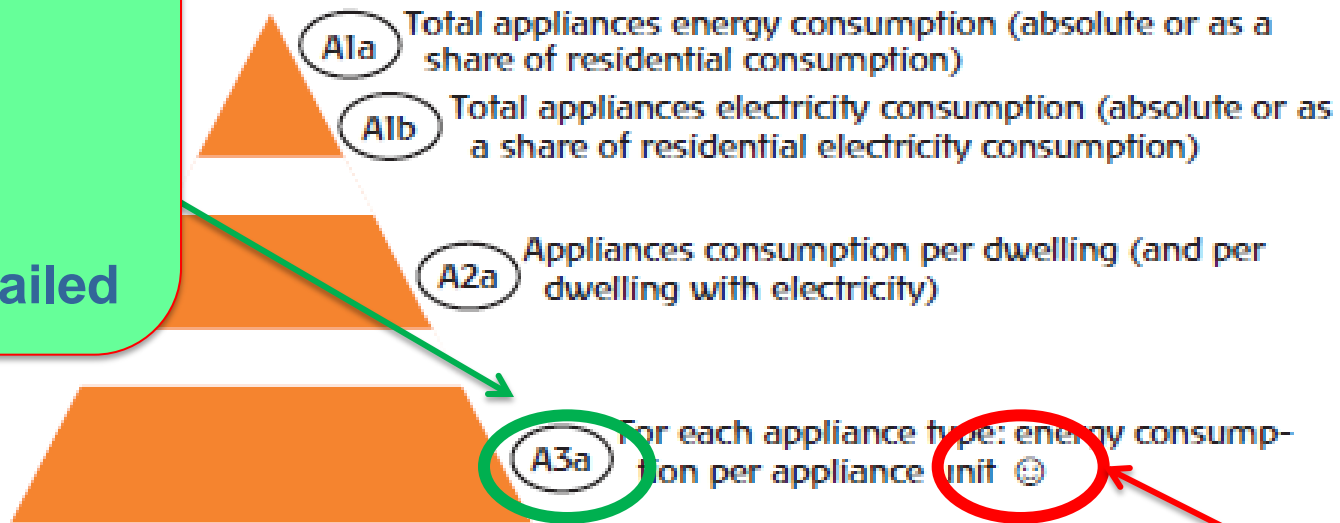 A1a Total appliances energy consumption (absolute or as a
share of residential consumption)
A1b Total appliances electricity consumption (absolute or as
a share of residential electricity consumption)
ailed
A2a Appliances consumption per dwelling (and per
dwelling with electricity)
A3a For each appliance type: energy consump-
tion per appliance unit ☺